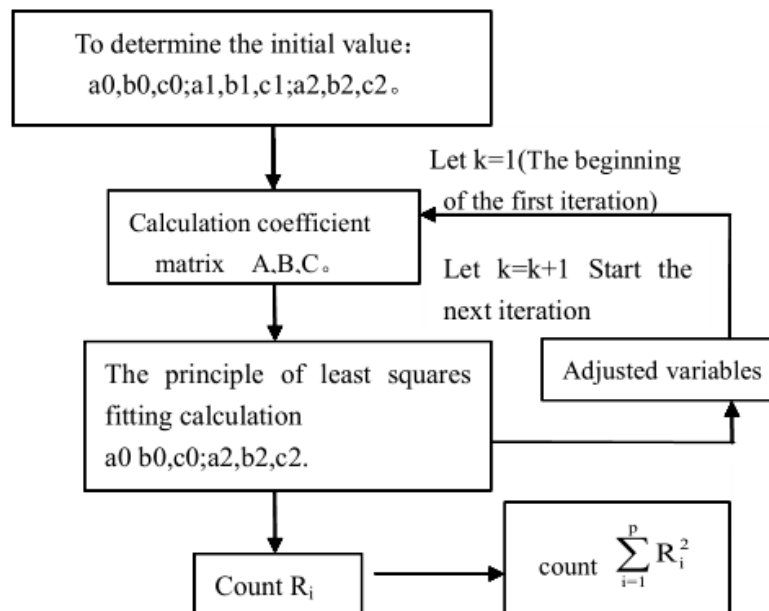 To determine the initial value：
a0,b0,c0;a1,b1,c1;a2,b2,c2。
Let k=1(The beginning
of the first iteration)
Calculation coefficient
matrix A,B,C。
Let k=k+1 Start the
next iteration
The principle of least squares
fitting calculation
a0 b0,c0;a2,b2,c2.
Adjusted variables
Count Rᵢ
count ∑ᵢ₌₁ᵖ Rᵢ²